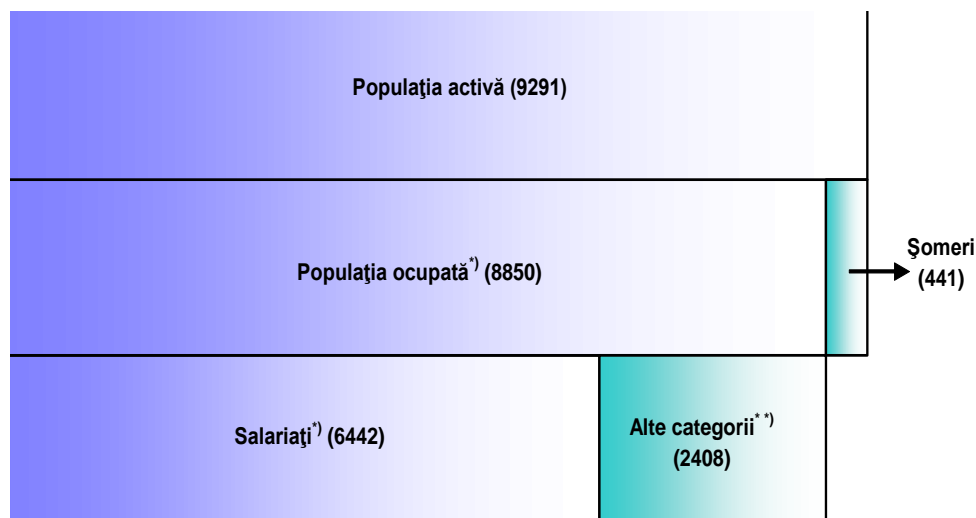 Populaţia activă (9291)
Populaţia ocupată*) (8850)
Şomeri
(441)
Salariaţi*) (6442)
Alte categorii**)
(2408)